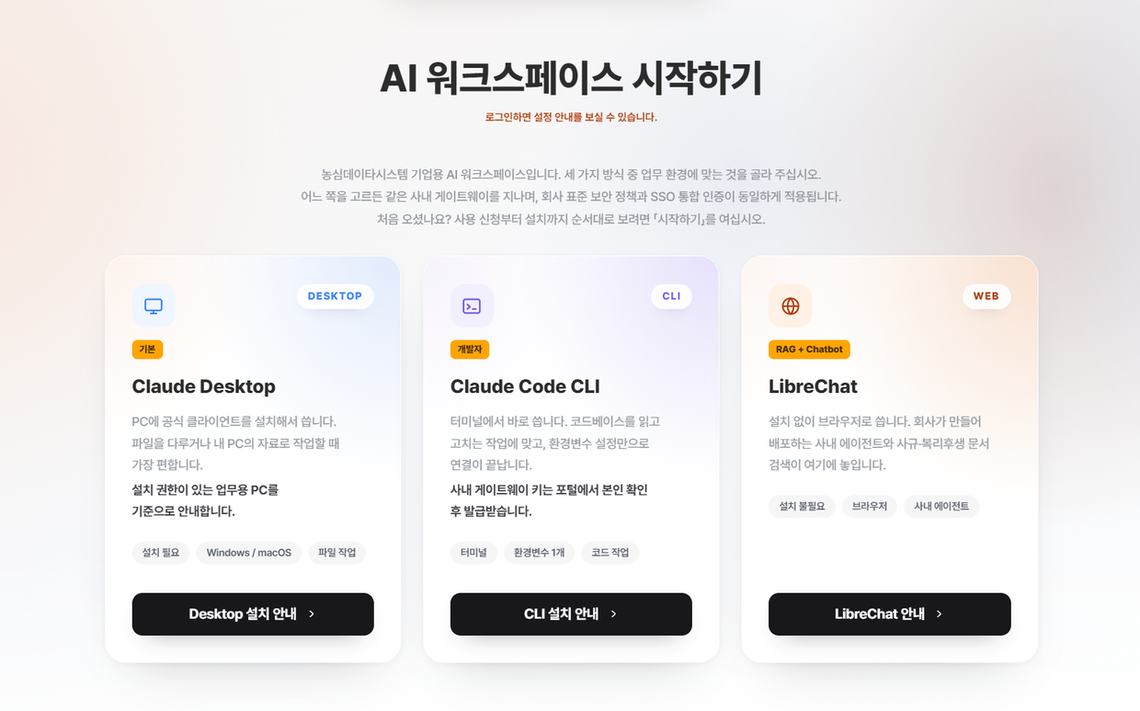 AI 워크스페이스 시작하기
로그인하면 설정 안내를 보실 수 있습니다.
농심데이타시스템 기업용 AI 워크스페이스입니다. 세 가지 방식 중 업무 환경에 맞는 것을 골라 주십시오.
어느 쪽을 고르든 같은 사내 게이트웨이를 지나며, 회사 표준 보안 정책과 SSO 통합 인증이 동일하게 적용됩니다.
처음 오셨나요? 사용 신청부터 설치까지 순서대로 보려면 「시작하기」를 여십시오.
DESKTOP
기본
Claude Desktop
PC에 공식 클라이언트를 설치해서 씁니다.
파일을 다루거나 내 PC의 자료로 작업할 때
가장 편합니다.
설치 권한이 있는 업무용 PC를
기준으로 안내합니다.
설치 필요
Windows / macOS
파일 작업
Desktop 설치 안내 >
CLI
개발자
Claude Code CLI
터미널에서 바로 씁니다. 코드베이스를 읽고
고치는 작업에 맞고, 환경변수 설정만으로
연결이 끝납니다.
사내 게이트웨이 키는 포털에서 본인 확인
후 발급받습니다.
터미널
환경변수 1개
코드 작업
CLI 설치 안내 >
WEB
RAG + Chatbot
LibreChat
설치 없이 브라우저로 씁니다. 회사가 만들어
배포하는 사내 에이전트와 사규·복리후생 문서
검색이 여기에 놓입니다.
설치 불필요
브라우저
사내 에이전트
LibreChat 안내 >